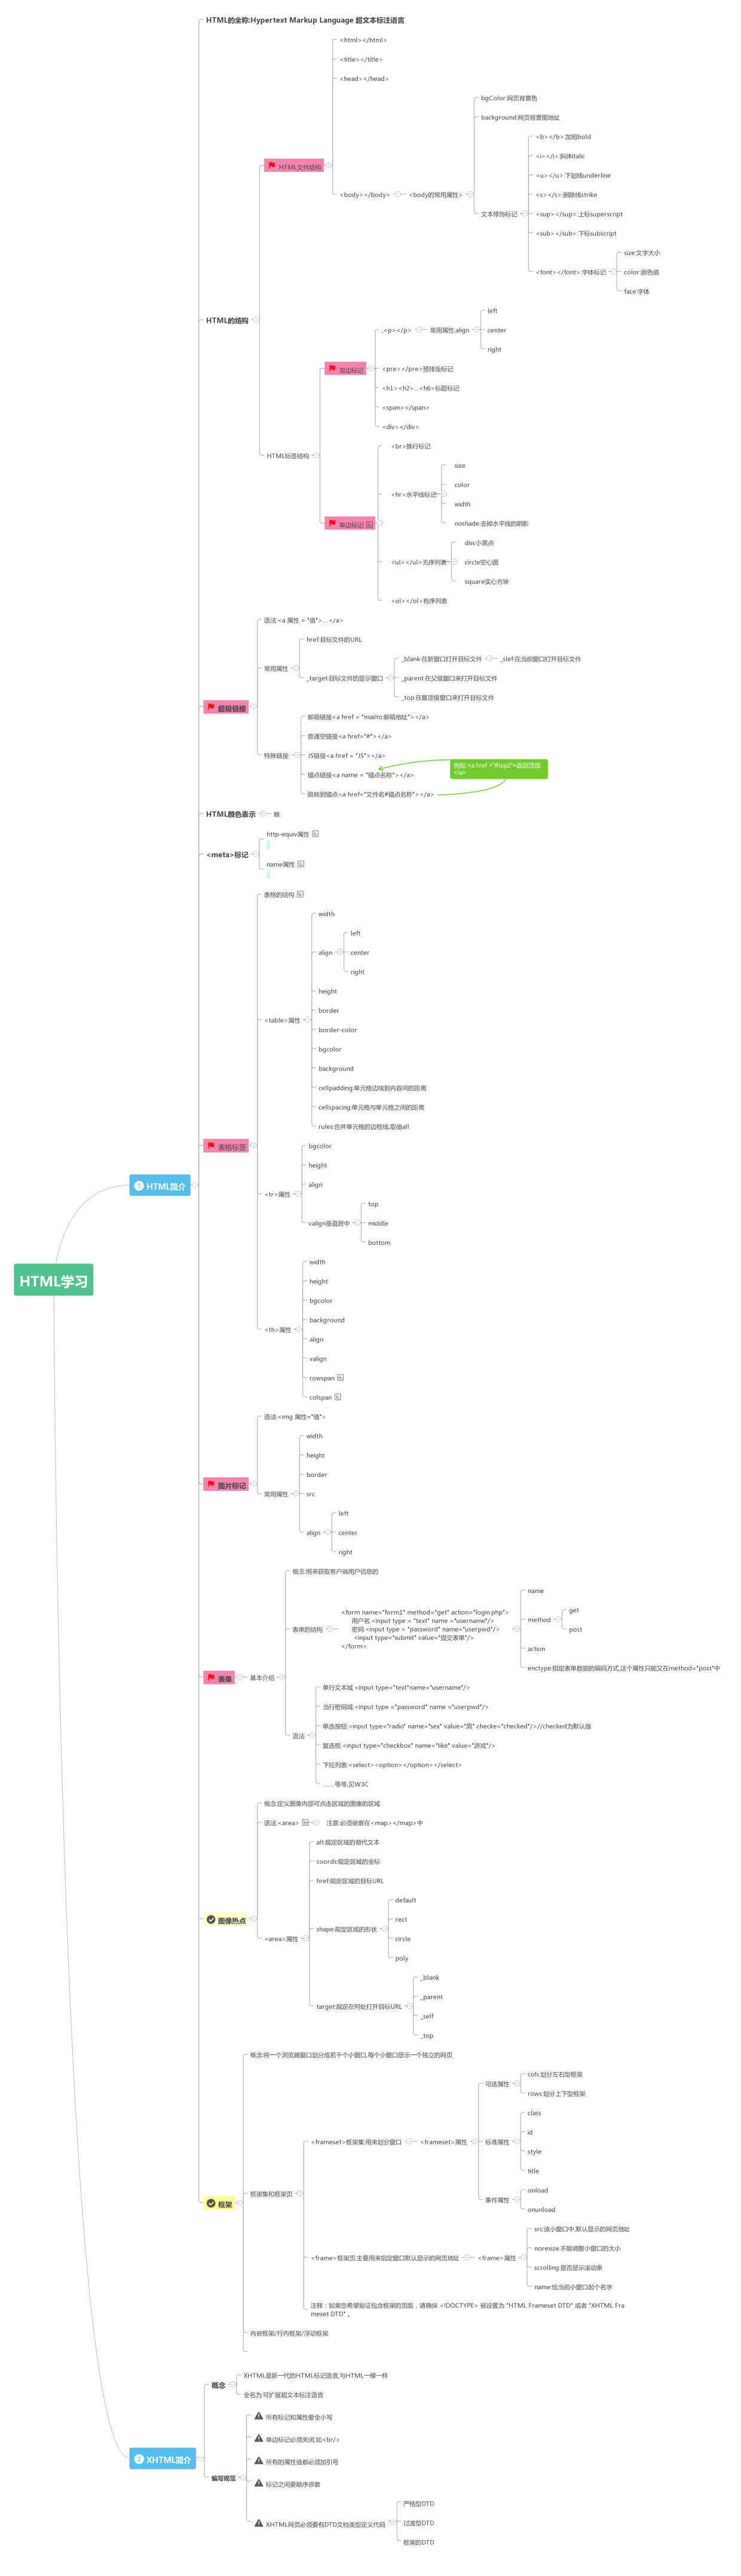 HTML学习
1 HTML简介
HTML的全称:Hypertext Markup Language 超文本标注语言
HTML的结构
HTML文件结构
<html></html>
<title></title>
<head></head>
<body></body>
<body的常用属性>
bgColor:网页背景色
background:网页背景图地址
文本修饰标记
<b></b>:加粗bold
<i></i>:斜体italic
<u></u>:下划线underline
<s></s>:删除线strike
<sup></sup>:上标superscript
<sub></sub>:下标subscript
<font></font>:字体标记
size:文字大小
color:颜色值
face:字体
HTML标签结构
双边标记
,<p></p>
常用属性:align
left
center
right
<pre></pre>预排版标记
<h1><h2>...<h6>标题标记
<span></span>
<div></div>
单边标记
<br>换行标记
<hr>水平线标记
size
color
width
noshade:去掉水平线的阴影
<ul></ul>无序列表
disc小黑点
circle空心圆
square实心方块
<ol></ol>有序列表
超级链接
语法:<a 属性 = "值">....</a>
常用属性
href:目标文件的URL
_target:目标文件的显示窗口
_blank:在新窗口打开目标文件
_slef:在当前窗口打开目标文件
_parent:在父级窗口来打开目标文件
_top:在最顶级窗口来打开目标文件
特殊链接:
邮箱链接<a href = "mailto:邮箱地址"></a>
普通空链接<a href="#"></a>
JS链接<a href = "JS"></a>
锚点链接<a name = "锚点名称"></a>
跳转到锚点<a href="文件名#锚点名称"></a>
例如:<a href ="#top2">返回顶部
</a>
HTML颜色表示
略
<meta>标记
http-equiv属性
name属性
表格标签
表格的结构
<table>属性
width
align
left
center
right
height
border
border-color
bgcolor
background
cellpadding:单元格边线到内容间的距离
cellspacing:单元格与单元格之间的距离
rules:合并单元格的边框线,取值all
<tr>属性
bgcolor
height
align
valign垂直居中
top
middle
bottom
<th>属性
width
height
bgcolor
background
align
valign
rowspan
colspan
图片标记
语法:<img 属性="值">
常用属性
width
height
border
src
align
left
center
right
表单
基本介绍
概念:用来获取客户端用户信息的
表单的结构
<form name="form1" method="get" action="login.php">
用户名:<input type = "text" name ="username"/>
密码:<input type = "password" name="userpwd"/>
<input type="submit" value="提交表单"/>
</form>
name
method
get
post
action
enctype:指定表单数据的编码方式,这个属性只能又在method="post"中
语法
单行文本域:<input type="text"name="username"/>
当行密码域:<input type ="password" name ="userpwd"/>
单选按钮:<input type="radio" name="sex" value="男" checke="checked"/>//checked为默认值
复选框:<input type="checkbox" name="like" value="游戏"/>
下拉列表:<select><option></option></select>
........等等,见W3C
图像热点
概念:定义图像内部可点击区域的图像的区域
语法:<area>
注意:必须嵌套在<map></map>中
<area>属性
alt:规定区域的替代文本
coords:规定区域的坐标
href:规定区域的目标URL
shape:规定区域的形状
default
rect
circle
poly
target:规定在何处打开目标URL
_blank
_parent
_self
_top
框架
概念:将一个浏览器窗口划分成若干个小窗口,每个小窗口显示一个独立的网页
框架集和框架页
<frameset>框架集:用来划分窗口
<frameset>属性
可选属性
cols:划分左右型框架
rows:划分上下型框架
标准属性
class
id
style
title
事件属性
onload
onunload
<frame>框架页:主要用来指定窗口默认显示的网页地址
<frame>属性
src:该小窗口中,默认显示的网页地址
noresize:不能调整小窗口的大小
scrolling:是否显示滚动条
name:给当前小窗口起个名字
注释：如果您希望验证包含框架的页面，请确保 <!DOCTYPE> 被设置为 "HTML Frameset DTD" 或者 "XHTML Fra
meset DTD" 。
内嵌框架/行内框架/浮动框架
2 XHTML简介
概念
XHTML是新一代的HTML标记语言,与HTML一模一样
全名为:可扩展超文本标注语言
编写规范
所有标记和属性要全小写
单边标记必须关闭,如<br/>
所有的属性值都必须加引号
标记之间要顺序嵌套
XHTML网页必须要有DTD文档类型定义代码
严格型DTD
过渡型DTD
框架的DTD